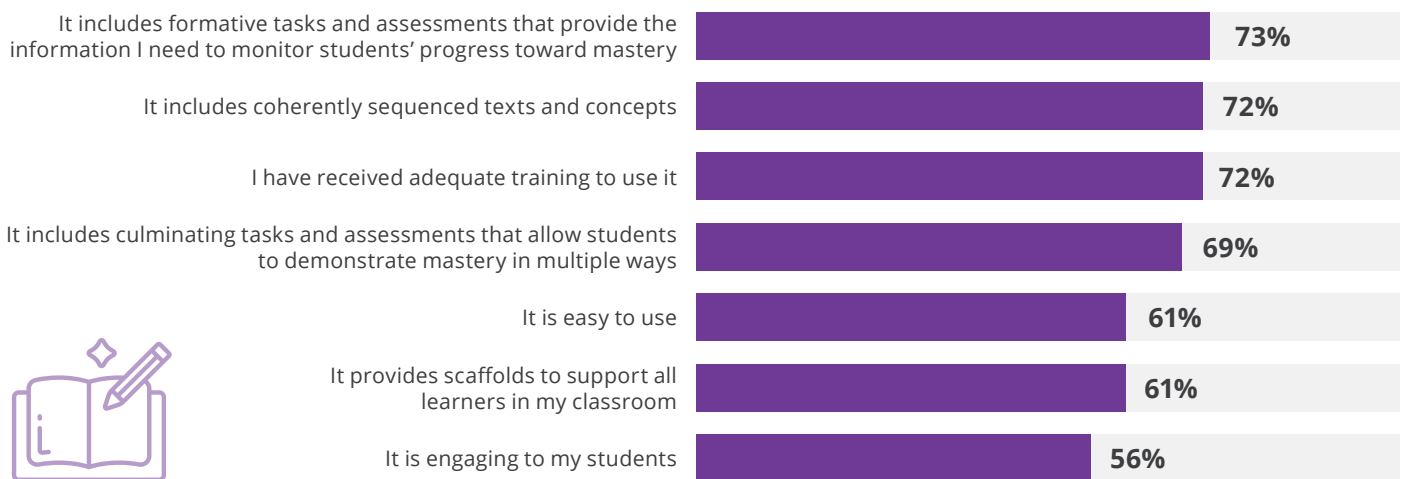 It includes formative tasks and assessments that provide the
information I need to monitor students’ progress toward mastery
73%
It includes coherently sequenced texts and concepts
72%
I have received adequate training to use it
72%
It includes culminating tasks and assessments that allow students
to demonstrate mastery in multiple ways
69%
It is easy to use
61%
It provides scaffolds to support all
learners in my classroom
61%
It is engaging to my students
56%